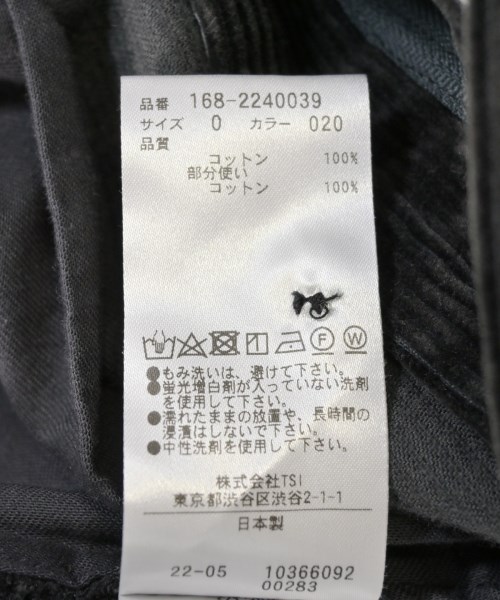 品番 168-2240039
サイズ 0 カラー 020
品質
コットン 100%
部分使い
コットン 100%
F W
●もみ洗いは、避けて下さい。
●蛍光増白剤が入っていない洗剤
を使用して下さい。
●濡れたままの放置や、長時間の
浸漬はしないで下さい。
●中性洗剤を使用して下さい。
株式会社TSI
東京都渋谷区渋谷2-1-1
日本製
22-05 10366092
00283